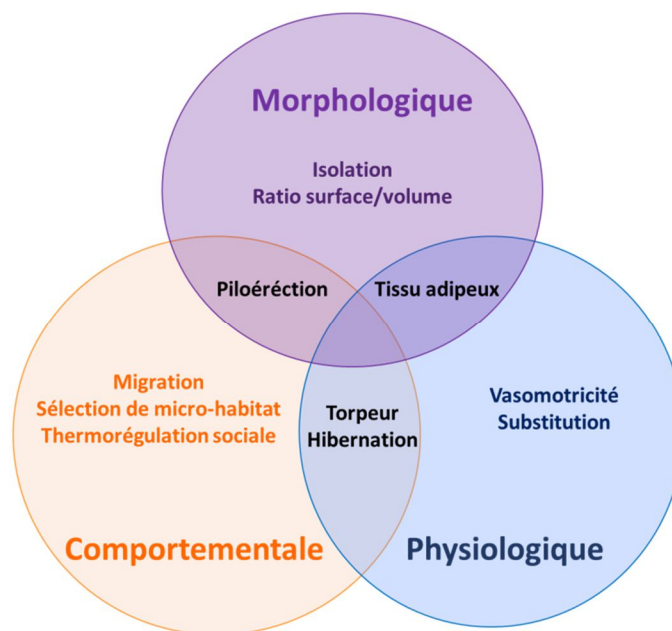 Morphologique
Isolation
Ratio surface/volume
Piloéréction
Tissu adipeux
Migration
Sélection de micro-habitat
Thermorégulation sociale
Torpeur
Hibernation
Vasomotricité
Substitution
Comportementale
Physiologique